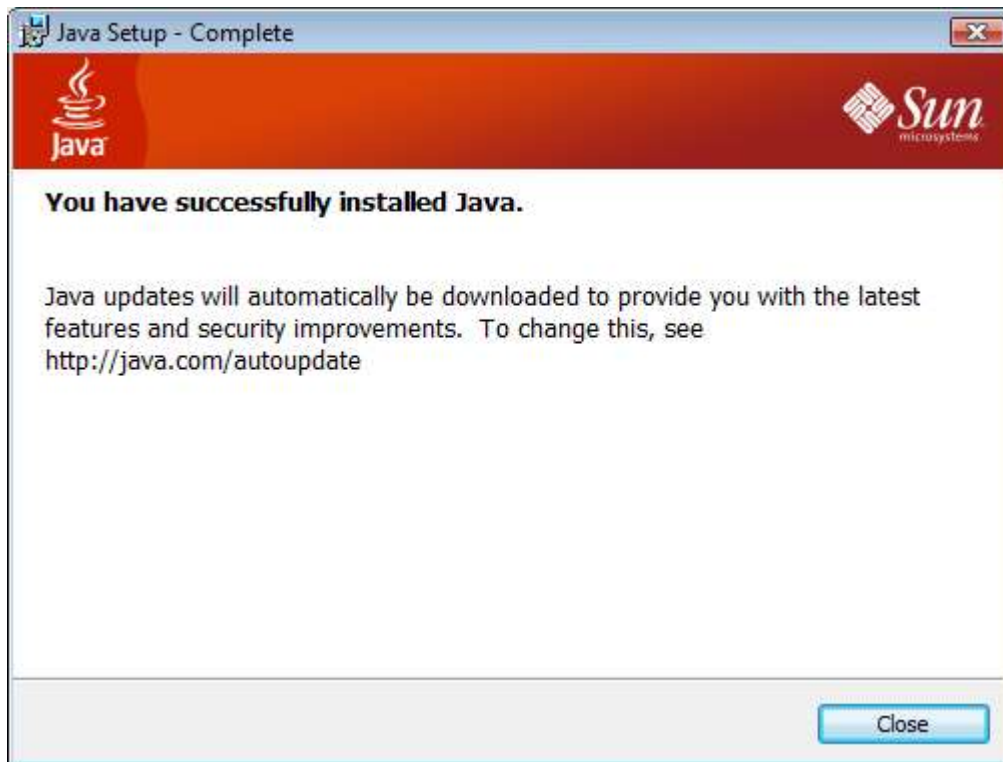 Java Setup - Complete
Java
Sun
microsystems
You have successfully installed Java.
Java updates will automatically be downloaded to provide you with the latest
features and security improvements.  To change this, see
http://java.com/autoupdate
Close